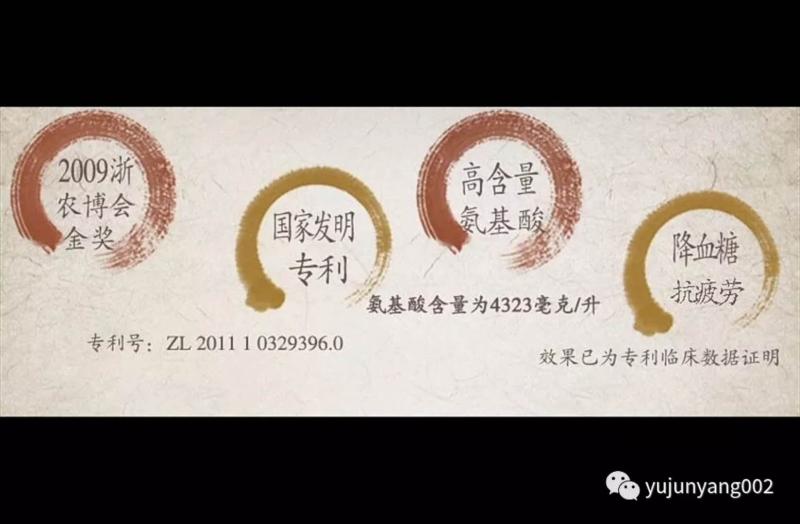 2009浙
农博会
金奖
国家发明
专利
高含量
氨基酸
降血糖
抗疲劳
氨基酸含量为4323毫克/升
专利号：ZL 2011 1 0329396.0
效果已为专利临床数据证明
yujunyang002